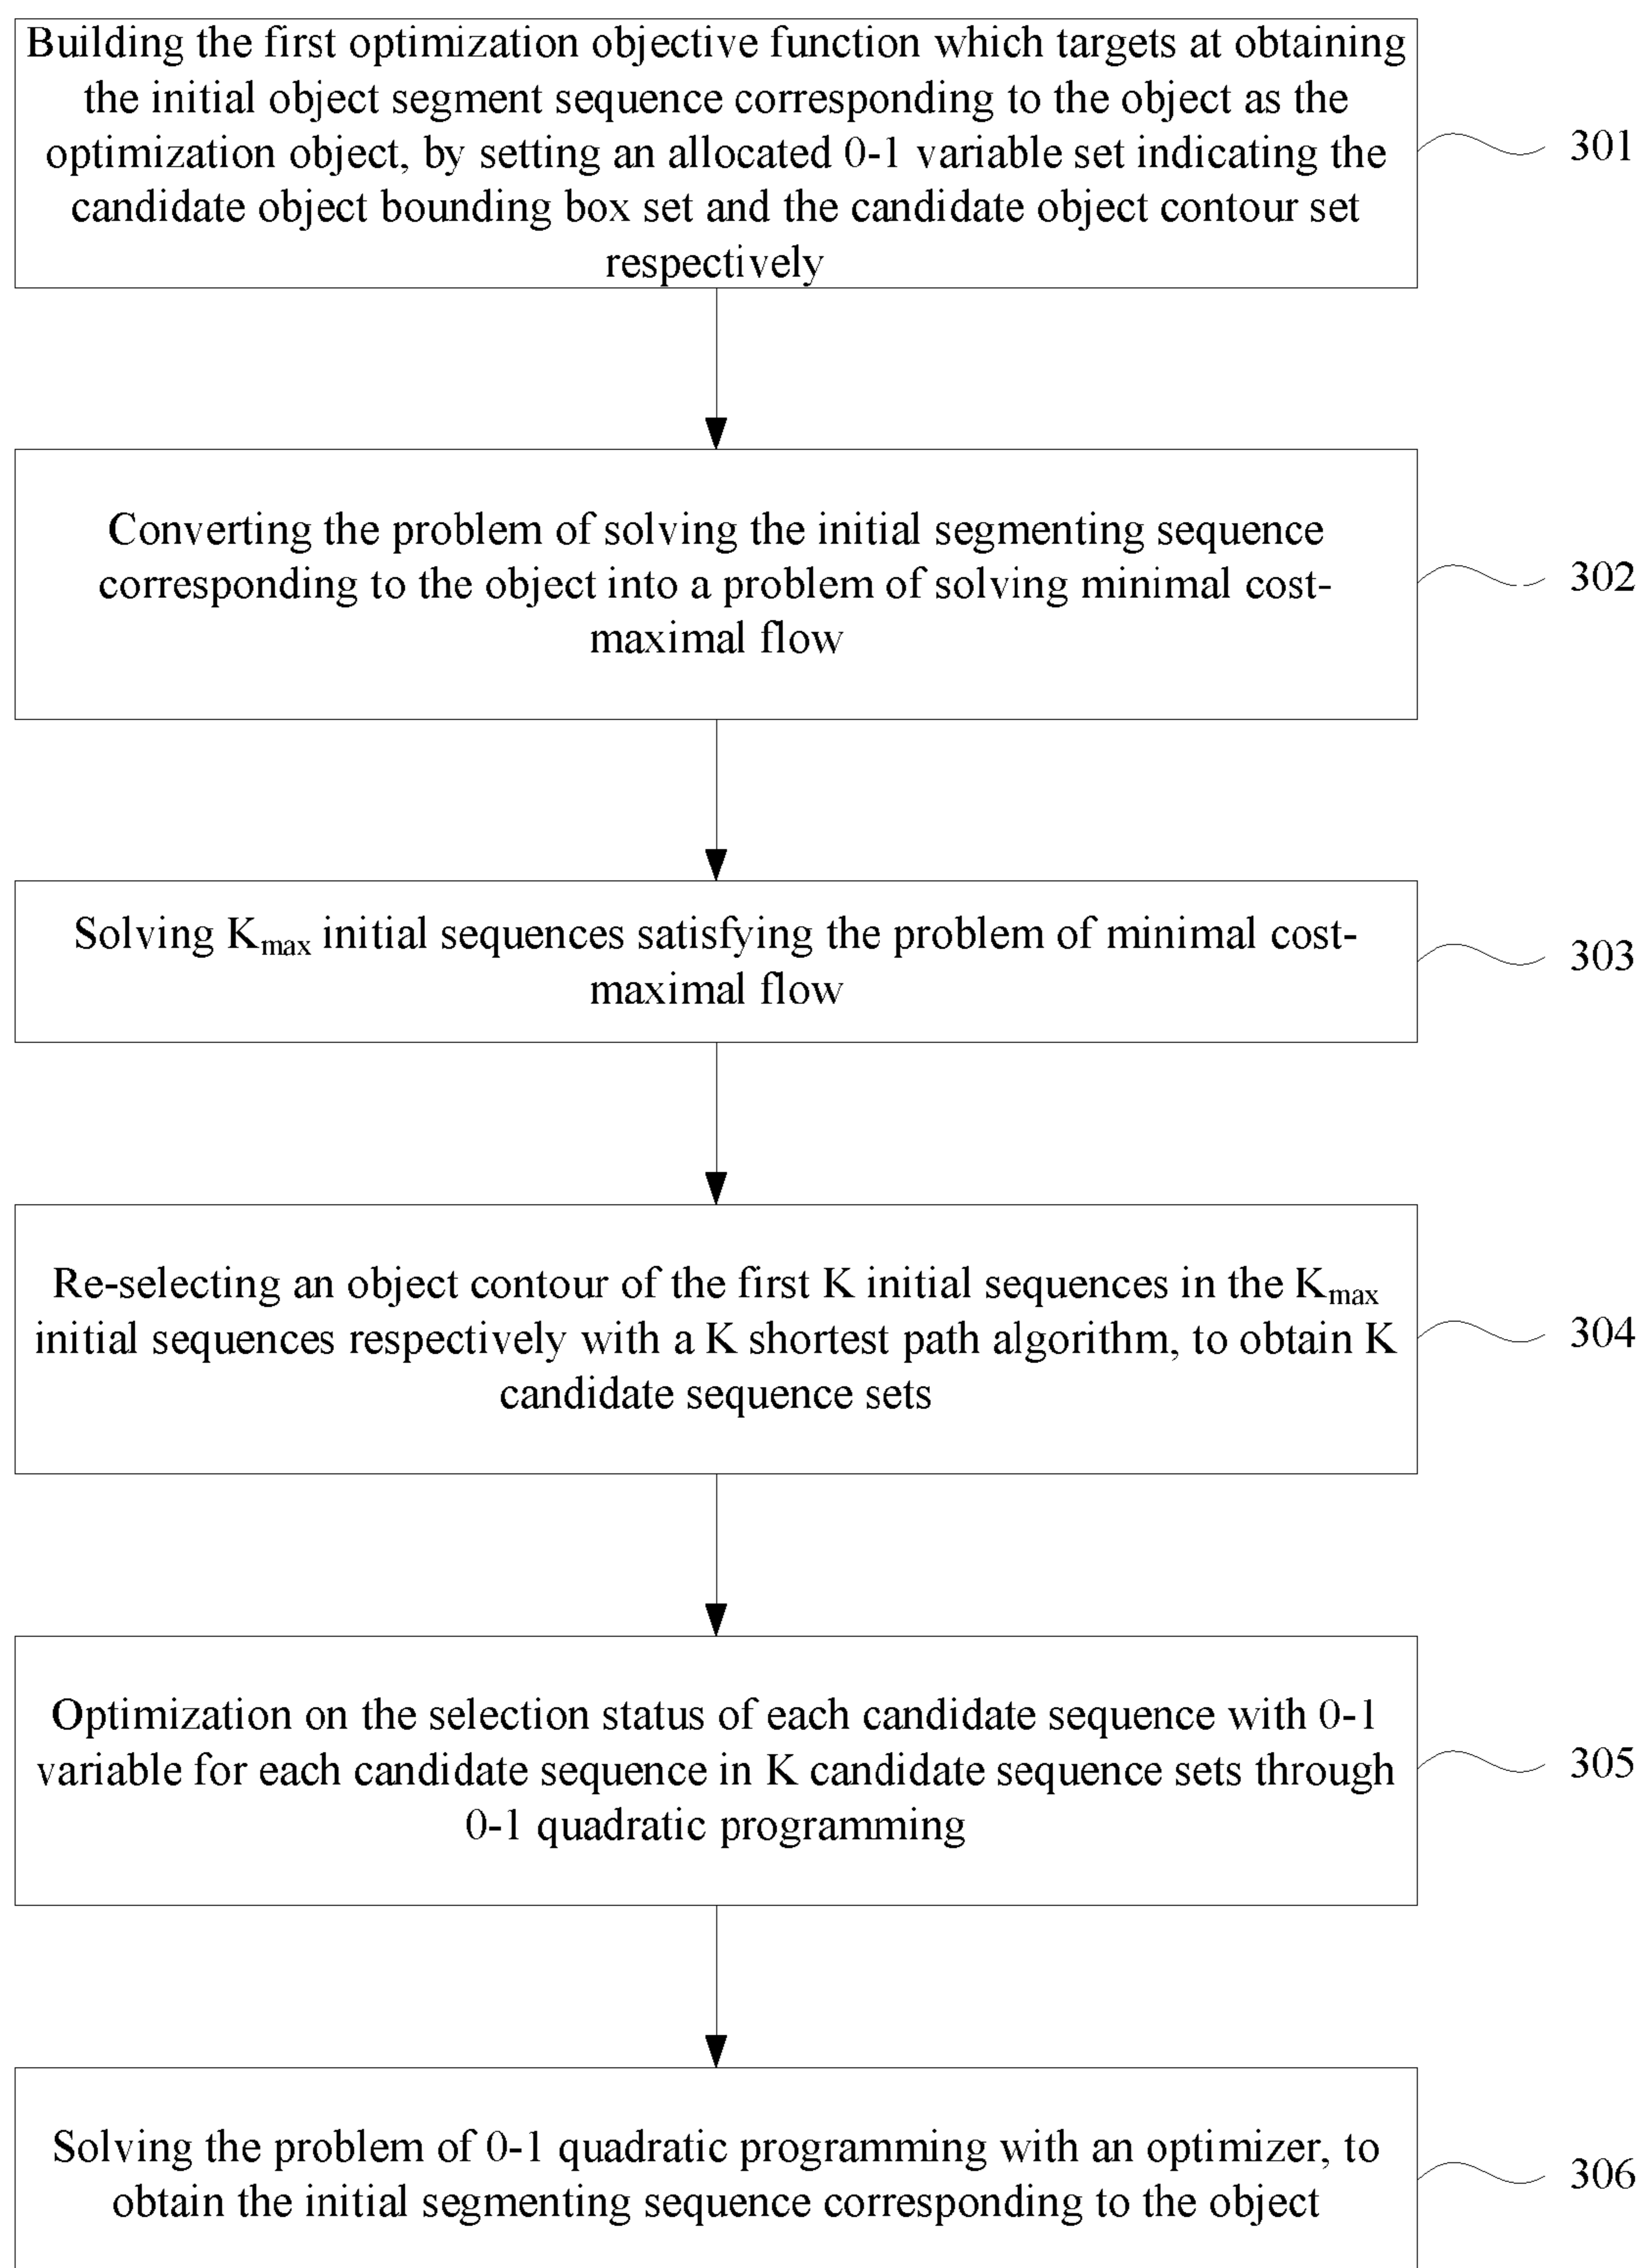 Building the first optimization objective function which targets at obtaining
the initial object segment sequence corresponding to the object as the
optimization object, by setting an allocated 0-1 variable set indicating the
candidate object bounding box set and the candidate object contour set
respectively
301
Converting the problem of solving the initial segmenting sequence
corresponding to the object into a problem of solving minimal cost-
maximal flow
302
Solving Kmax initial sequences satisfying the problem of minimal cost-
maximal flow
303
Re-selecting an object contour of the first K initial sequences in the Kmax
initial sequences respectively with a K shortest path algorithm, to obtain K
candidate sequence sets
304
Optimization on the selection status of each candidate sequence with 0-1
variable for each candidate sequence in K candidate sequence sets through
0-1 quadratic programming
305
Solving the problem of 0-1 quadratic programming with an optimizer, to
obtain the initial segmenting sequence corresponding to the object
306